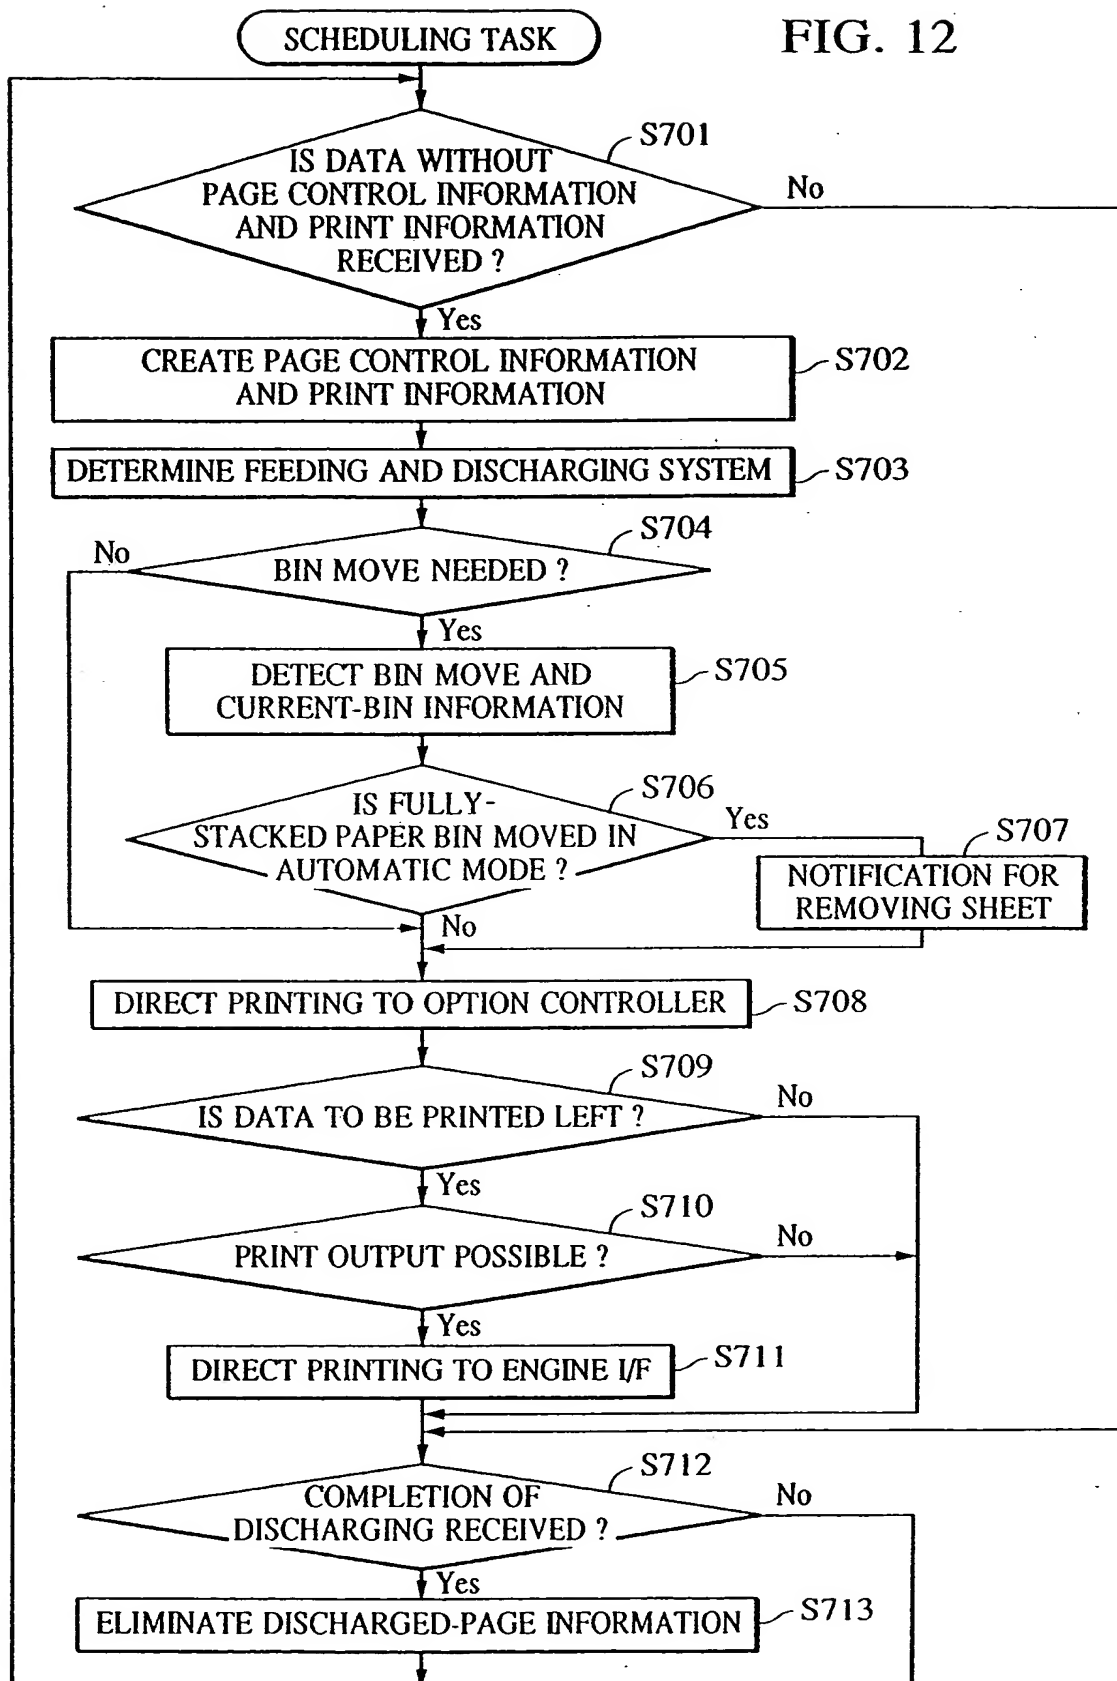 SCHEDULING TASK
FIG. 12
S701
IS DATA WITHOUT
PAGE CONTROL INFORMATION
AND PRINT INFORMATION
RECEIVED ?
No
Yes
CREATE PAGE CONTROL INFORMATION
AND PRINT INFORMATION
S702
DETERMINE FEEDING AND DISCHARGING SYSTEM
S703
S704
No
BIN MOVE NEEDED ?
Yes
DETECT BIN MOVE AND
CURRENT-BIN INFORMATION
S705
S706
IS FULLY-
STACKED PAPER BIN MOVED IN
AUTOMATIC MODE ?
Yes
S707
NOTIFICATION FOR
REMOVING SHEET
No
DIRECT PRINTING TO OPTION CONTROLLER
S708
S709
IS DATA TO BE PRINTED LEFT ?
No
Yes
S710
PRINT OUTPUT POSSIBLE ?
No
Yes
DIRECT PRINTING TO ENGINE I/F
S711
S712
COMPLETION OF
DISCHARGING RECEIVED ?
No
Yes
ELIMINATE DISCHARGED-PAGE INFORMATION
S713